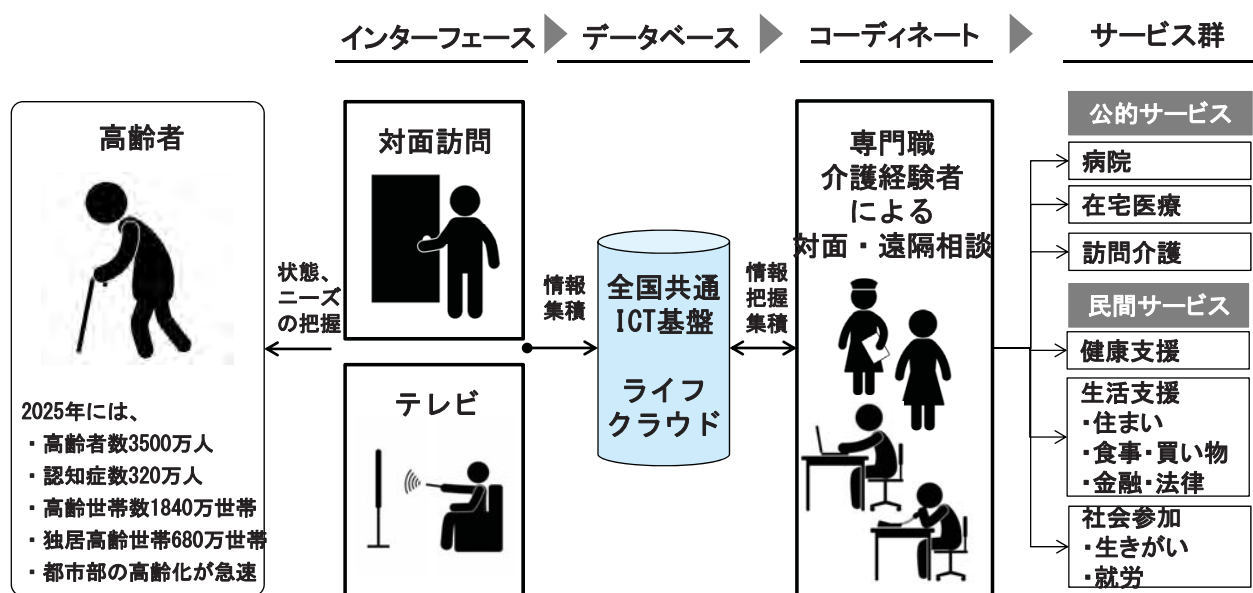 インターフェース
データベース
コーディネート
サービス群
高齢者
2025年には、
・高齢者数3500万人
・認知症数320万人
・高齢世帯数1840万世帯
・独居高齢世帯680万世帯
・都市部の高齢化が急速
状態、
ニーズ
の把握
対面訪問
テレビ
情報
集積
全国共通
ICT基盤
ライフ
クラウド
情報
把握
集積
専門職
介護経験者
による
対面・遠隔相談
公的サービス
病院
在宅医療
訪問介護
民間サービス
健康支援
生活支援
・住まい
・食事・買い物
・金融・法律
社会参加
・生きがい
・就労